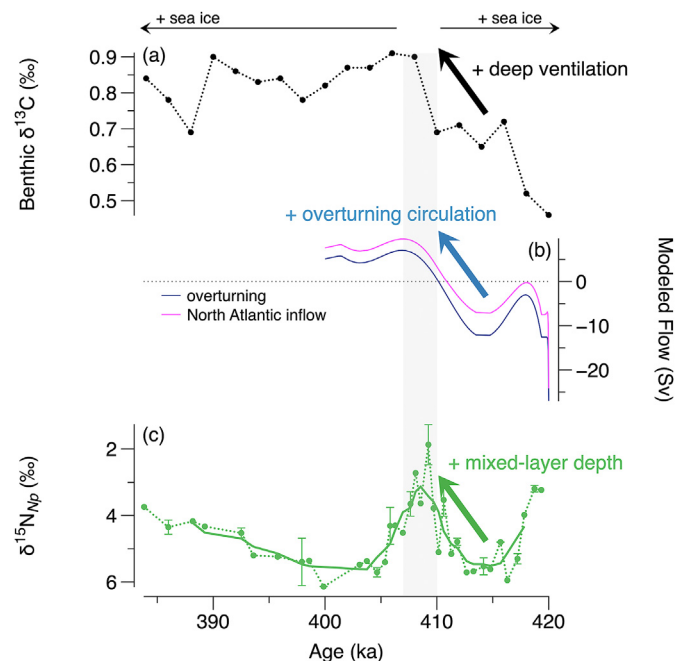 + sea ice
+ sea ice
(a)
Benthic δ¹³C (‰)
0.9
0.8
0.7
0.6
0.5
+ deep ventilation
+ overturning circulation
(b)
overturning
North Atlantic inflow
0
−10
−20
Modeled Flow (Sv)
(c)
δ¹⁵N_Np (‰)
2
4
6
+ mixed-layer depth
390
400
410
420
Age (ka)